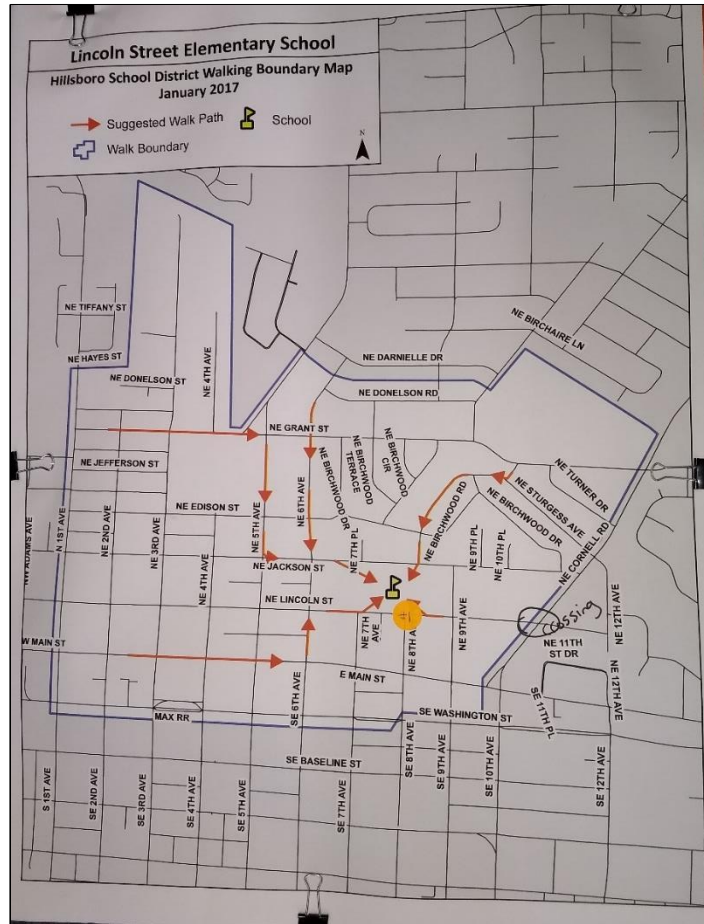 Lincoln Street Elementary School
Hillsboro School District Walking Boundary Map
January 2017
Suggested Walk Path
School
Walk Boundary
N
NE TIFFANY ST
NE HAYES ST
NE DONELSON ST
NE 4TH AVE
NE BIRCHAIRE LN
NE DARNIELLE DR
NE DONELSON RD
NE GRANT ST
NE JEFFERSON ST
NE BIRCHWOOD
TERRACE
NE BIRCHWOOD
CIR
NE BIRCHWOOD DR
NE 6TH AVE
NE TURNER DR
NE STURGESS AVE
NE BIRCHWOOD RD
NE BIRCHWOOD DR
NE CORNELL RD
NW ADAMS AVE
N 1ST AVE
NE 2ND AVE
NE 3RD AVE
NE EDISON ST
NE 5TH AVE
NE 7TH PL
NE 9TH PL
NE 10TH PL
NE 4TH AVE
NE JACKSON ST
NE LINCOLN ST
NE 7TH
AVE
NE 8TH A
NE 9TH AVE
crossing
NE 12TH AVE
NE 11TH
ST DR
W MAIN ST
E MAIN ST
SE 6TH AVE
SE 11TH PL
NE 12TH AVE
MAX RR
SE WASHINGTON ST
SE BASELINE ST
S 1ST AVE
SE 2ND AVE
SE 3RD AVE
SE 4TH AVE
SE 5TH AVE
SE 7TH AVE
SE 8TH AVE
SE 9TH AVE
SE 10TH AVE
SE 12TH AVE